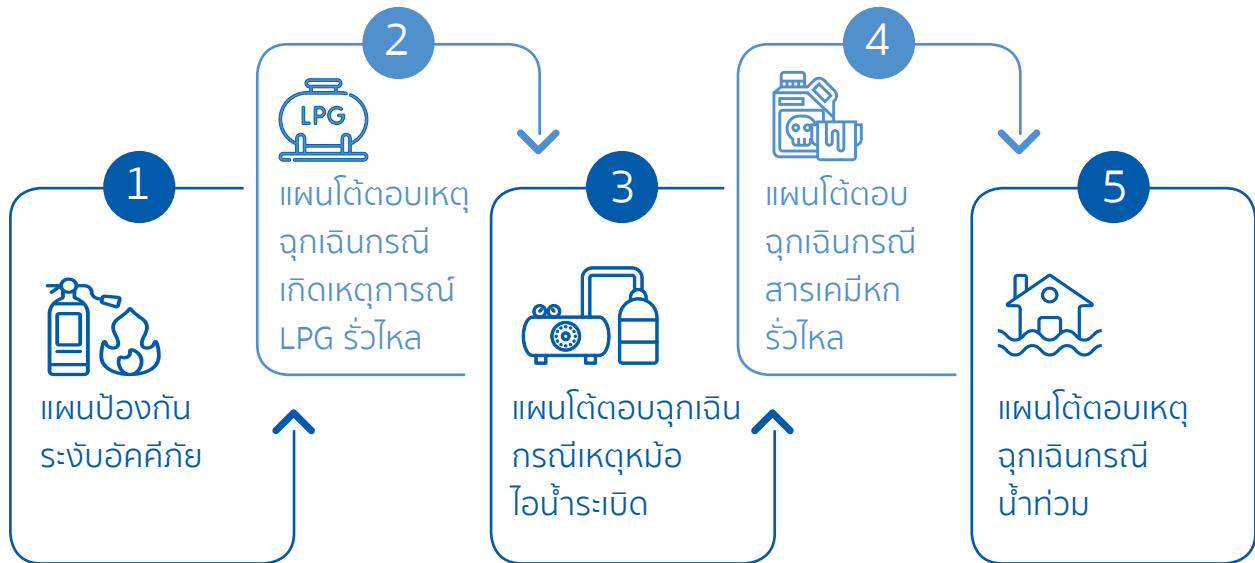 1
แผนป้องกัน
ระงับอัคคีภัย
2
LPG
แผนโต้ตอบเหตุ
ฉุกเฉินกรณี
เกิดเหตุการณ์
LPG รั่วไหล
3
แผนโต้ตอบฉุกเฉิน
กรณีเหตุหม้อ
ไอน้ำระเบิด
4
แผนโต้ตอบ
ฉุกเฉินกรณี
สารเคมีหก
รั่วไหล
5
แผนโต้ตอบเหตุ
ฉุกเฉินกรณี
น้ำท่วม